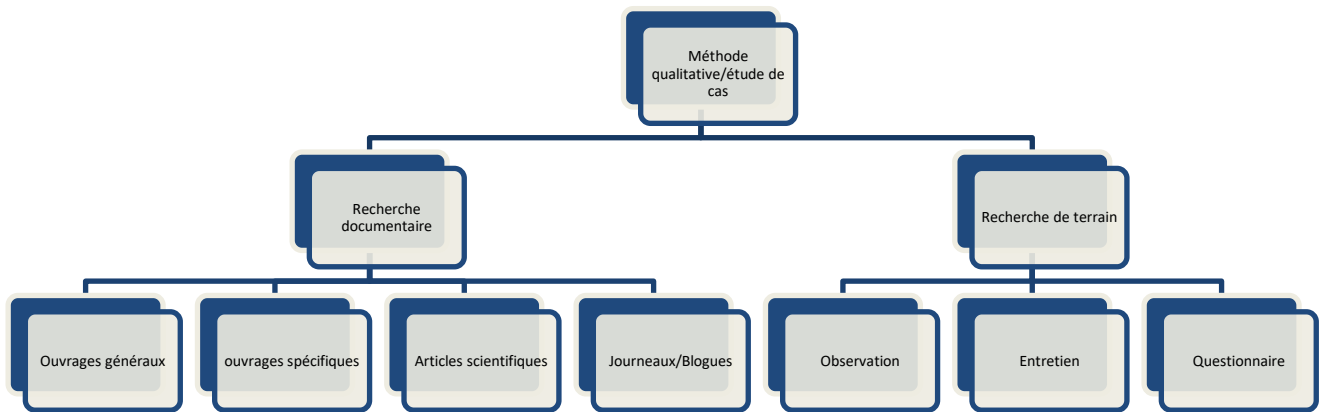 Méthode
qualitative/étude de
cas
Recherche
documentaire
Recherche de terrain
Ouvrages généraux
ouvrages spécifiques
Articles scientifiques
Journeaux/Blogues
Observation
Entretien
Questionnaire